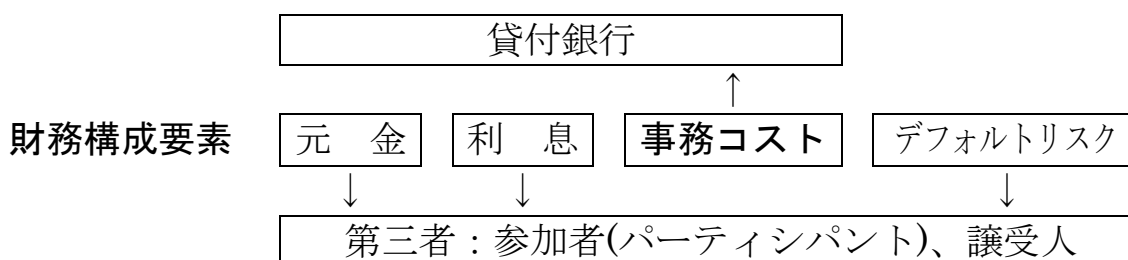 貸付銀行
↑
財務構成要素 元　金 利　息 事務コスト デフォルトリスク
↓ ↓ ↓
第三者：参加者(パーティシパント)、譲受人